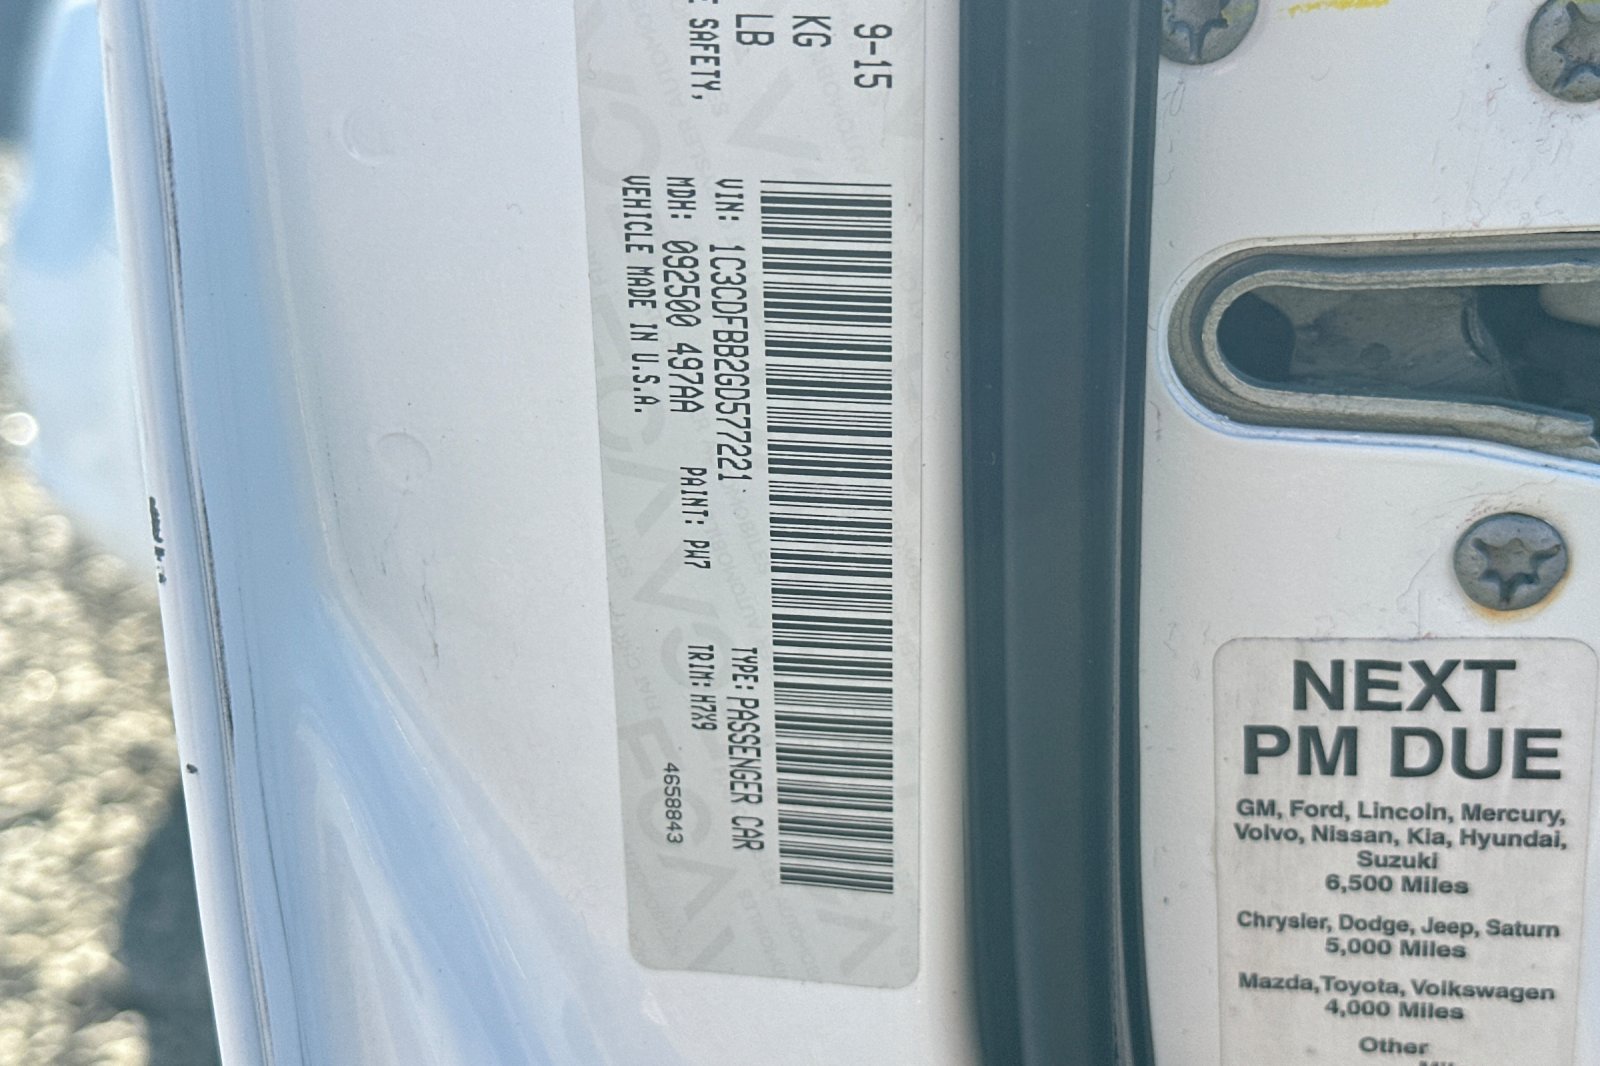 9-15
KG
LB
E SAFETY,
VIN: 1C3CDFBB2GD577221 TYPE: PASSENGER CAR
MDH: 092500 497AA PAINT: PW7 TRIM: H7X9
VEHICLE MADE IN U.S.A. 4658843
NEXT
PM DUE
GM, Ford, Lincoln, Mercury,
Volvo, Nissan, Kia, Hyundai,
Suzuki
6,500 Miles
Chrysler, Dodge, Jeep, Saturn
5,000 Miles
Mazda, Toyota, Volkswagen
4,000 Miles
Other